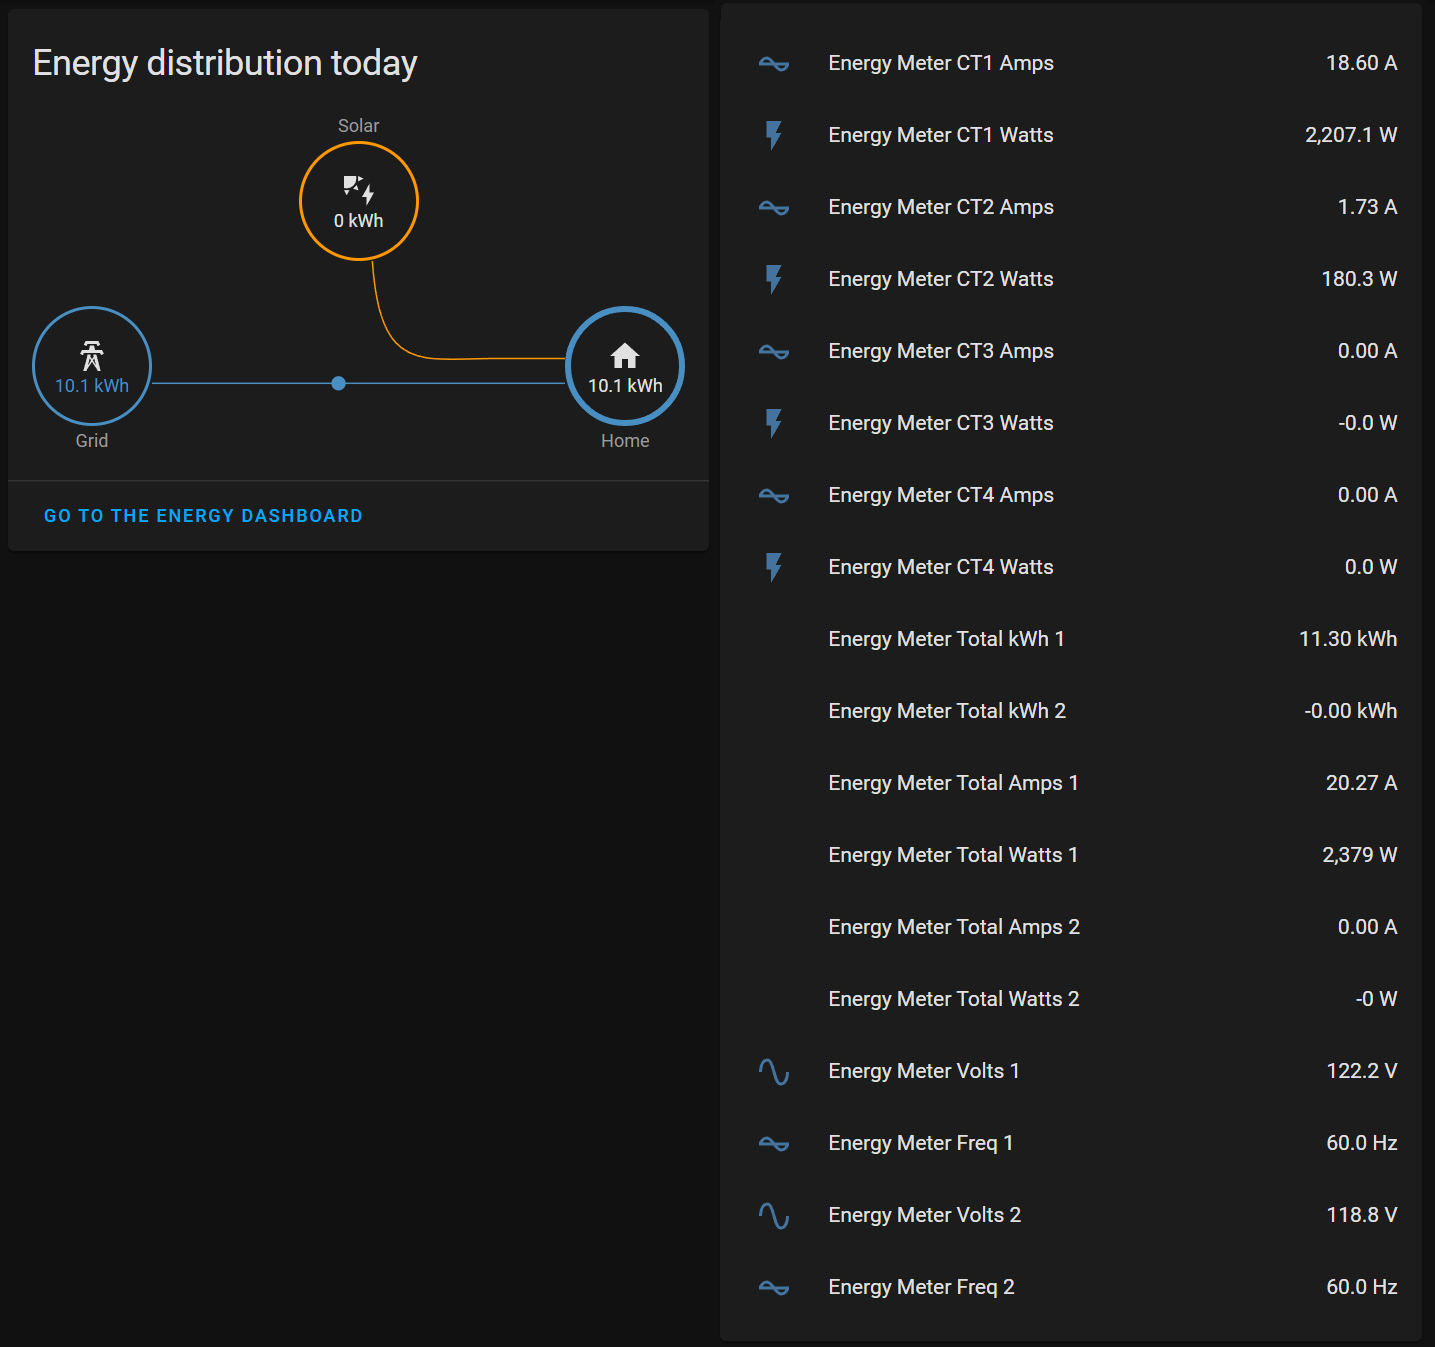 Energy distribution today
Solar
0 kWh
10.1 kWh
10.1 kWh
Grid
Home
GO TO THE ENERGY DASHBOARD
Energy Meter CT1 Amps 18.60 A
Energy Meter CT1 Watts 2,207.1 W
Energy Meter CT2 Amps 1.73 A
Energy Meter CT2 Watts 180.3 W
Energy Meter CT3 Amps 0.00 A
Energy Meter CT3 Watts -0.0 W
Energy Meter CT4 Amps 0.00 A
Energy Meter CT4 Watts 0.0 W
Energy Meter Total kWh 1 11.30 kWh
Energy Meter Total kWh 2 -0.00 kWh
Energy Meter Total Amps 1 20.27 A
Energy Meter Total Watts 1 2,379 W
Energy Meter Total Amps 2 0.00 A
Energy Meter Total Watts 2 -0 W
Energy Meter Volts 1 122.2 V
Energy Meter Freq 1 60.0 Hz
Energy Meter Volts 2 118.8 V
Energy Meter Freq 2 60.0 Hz